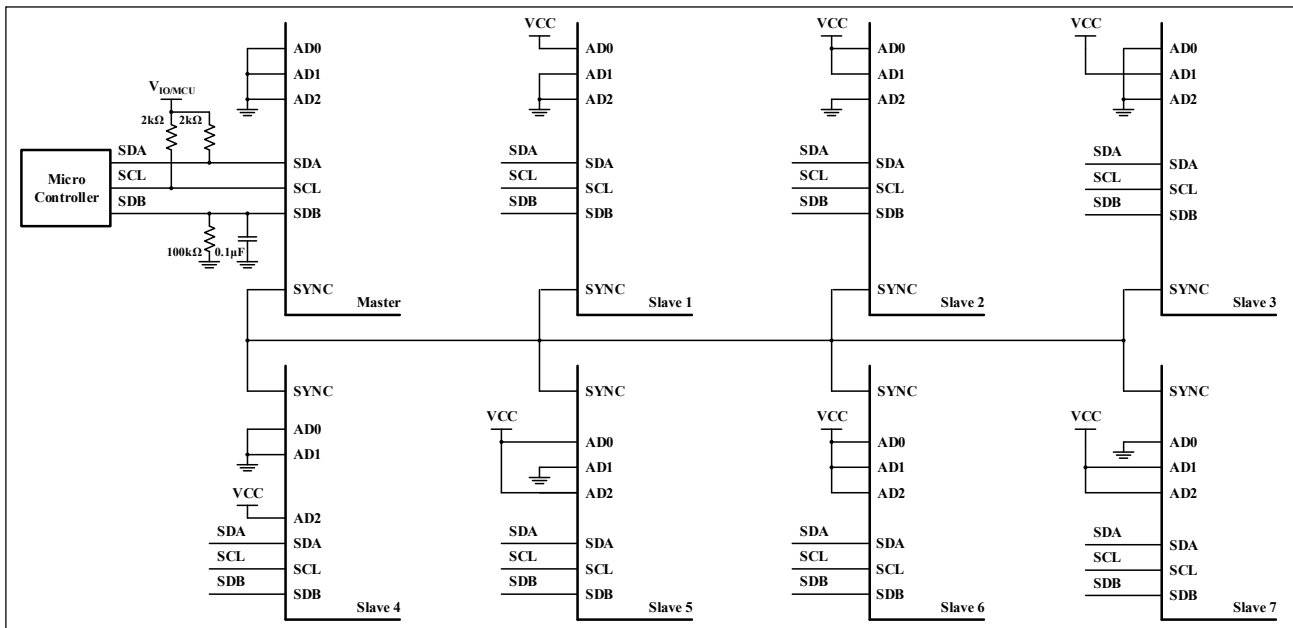 VCC
VCC
VCC
AD0
AD1
AD2
AD0
AD1
AD2
AD0
AD1
AD2
AD0
AD1
AD2
VIO/MCU
2kΩ 2kΩ
Micro
Controller
SDA
SCL
SDB
SDA
SCL
SDB
100kΩ 0.1µF
SDA
SCL
SDB
SDA
SCL
SDB
SDA
SCL
SDB
SDA
SCL
SDB
SDA
SCL
SDB
SDA
SCL
SDB
SYNC
Master
SYNC
Slave 1
SYNC
Slave 2
SYNC
Slave 3
SYNC
AD0
AD1
VCC
AD2
SDA
SCL
SDB
SDA
SCL
SDB
Slave 4
SYNC
VCC
AD0
AD1
AD2
SDA
SCL
SDB
SDA
SCL
SDB
Slave 5
SYNC
VCC
AD0
AD1
AD2
SDA
SCL
SDB
SDA
SCL
SDB
Slave 6
SYNC
VCC
AD0
AD1
AD2
SDA
SCL
SDB
SDA
SCL
SDB
Slave 7